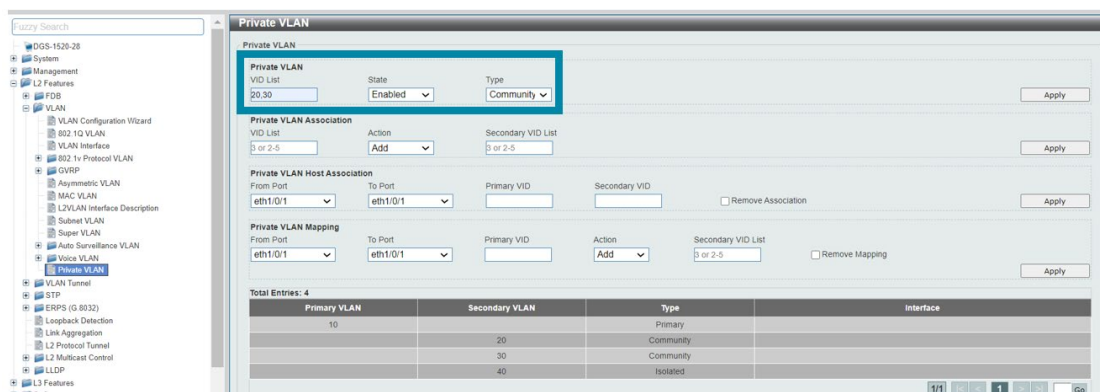 Fuzzy Search
DGS-1520-28
System
Management
L2 Features
FDB
VLAN
VLAN Configuration Wizard
802.1Q VLAN
VLAN Interface
802.1v Protocol VLAN
GVRP
Asymmetric VLAN
MAC VLAN
L2VLAN Interface Description
Subnet VLAN
Super VLAN
Auto Surveillance VLAN
Voice VLAN
Private VLAN
VLAN Tunnel
STP
ERPS (G.8032)
Loopback Detection
Link Aggregation
L2 Protocol Tunnel
L2 Multicast Control
LLDP
L3 Features
Private VLAN
Private VLAN
Private VLAN
VID List State Type
20,30 Enabled Community Apply
Private VLAN Association
VID List Action Secondary VID List
3 or 2-5 Add 3 or 2-5 Apply
Private VLAN Host Association
From Port To Port Primary VID Secondary VID
eth1/0/1 eth1/0/1 Remove Association Apply
Private VLAN Mapping
From Port To Port Primary VID Action Secondary VID List
eth1/0/1 eth1/0/1 Add 3 or 2-5 Remove Mapping
Apply
Total Entries: 4
Primary VLAN Secondary VLAN Type Interface
10 Primary
20 Community
30 Community
40 Isolated
1/1 |< < 1 > >| Go